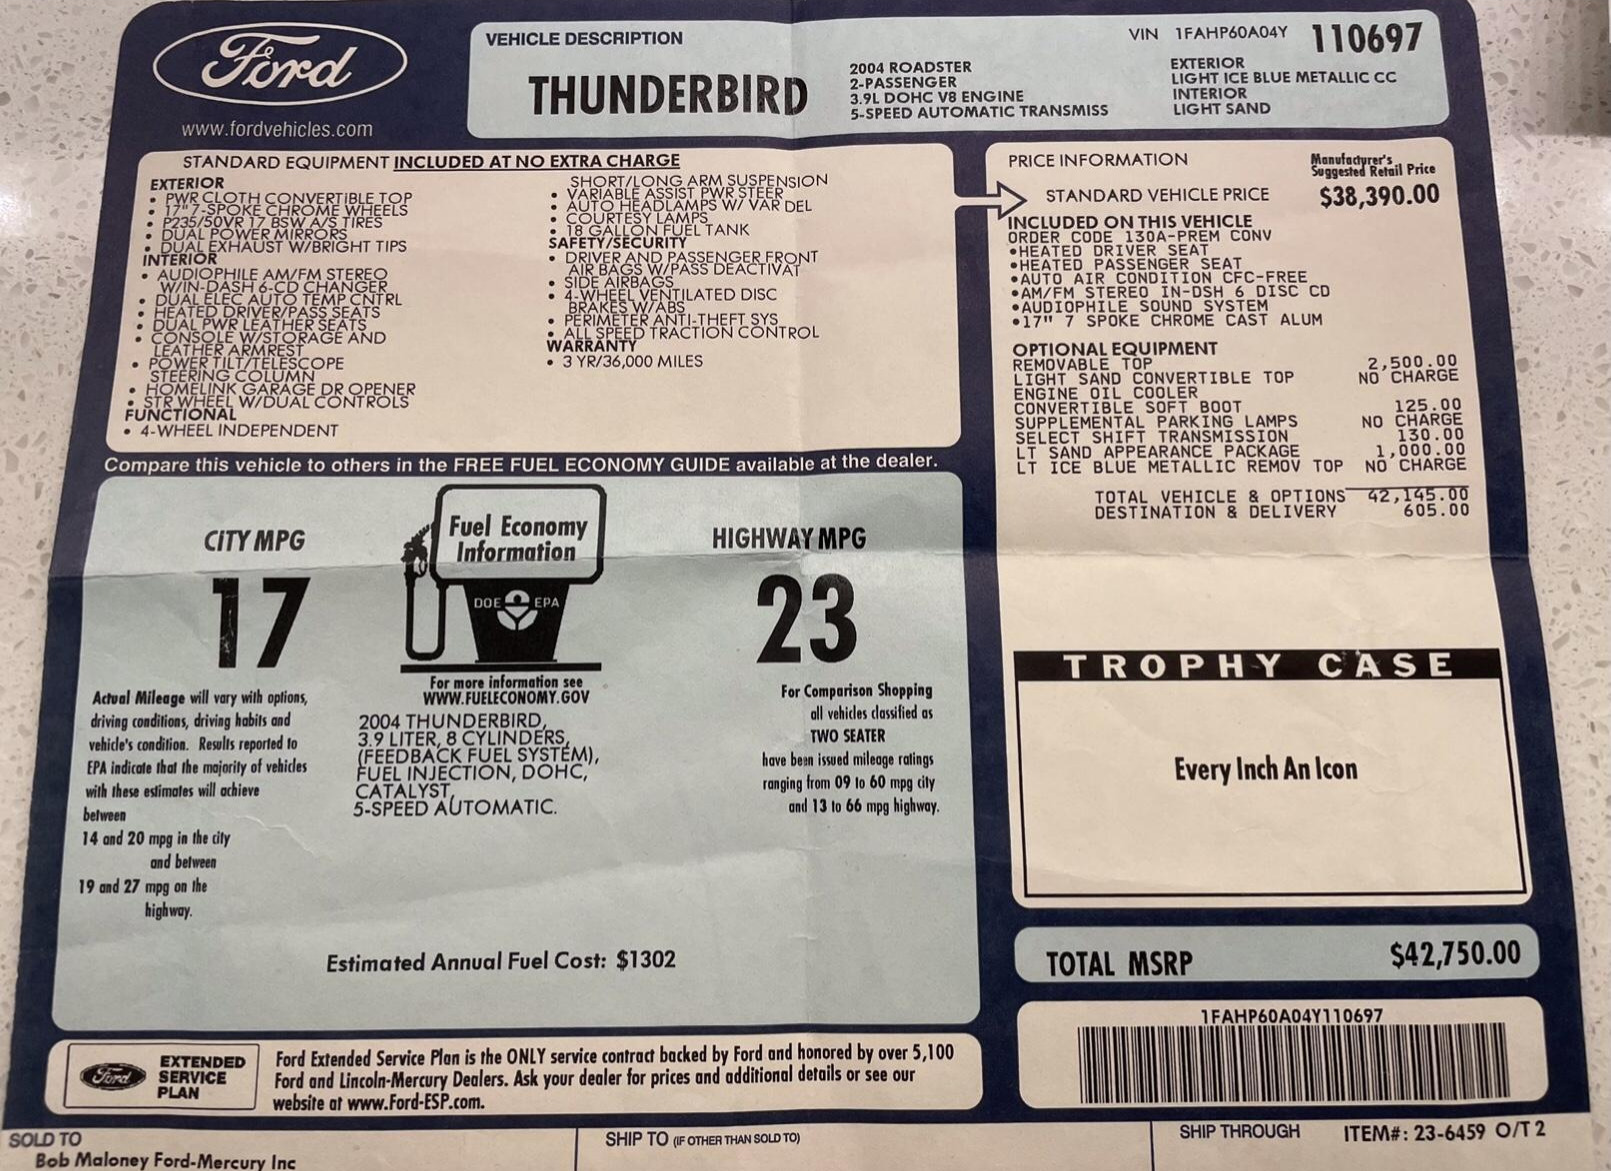 Ford
www.fordvehicles.com
VEHICLE DESCRIPTION
THUNDERBIRD
2004 ROADSTER
2-PASSENGER
3.9L DOHC V8 ENGINE
5-SPEED AUTOMATIC TRANSMISS
VIN 1FAHP60A04Y 110697
EXTERIOR
LIGHT ICE BLUE METALLIC CC
INTERIOR
LIGHT SAND
STANDARD EQUIPMENT INCLUDED AT NO EXTRA CHARGE
EXTERIOR
• PWR CLOTH CONVERTIBLE TOP
• 17" 7-SPOKE CHROME WHEELS
• P235/50VR 17 BSW A/S TIRES
• DUAL POWER MIRRORS
• DUAL EXHAUST W/BRIGHT TIPS
INTERIOR
• AUDIOPHILE AM/FM STEREO
W/IN-DASH 6-CD CHANGER
• DUAL ELEC AUTO TEMP CNTRL
• HEATED DRIVER/PASS SEATS
• DUAL PWR LEATHER SEATS
• CONSOLE W/STORAGE AND
LEATHER ARMREST
• POWER TILT/TELESCOPE
STEERING COLUMN
• HOMELINK GARAGE DR OPENER
• STR WHEEL W/DUAL CONTROLS
FUNCTIONAL
• 4-WHEEL INDEPENDENT
SHORT/LONG ARM SUSPENSION
• VARIABLE ASSIST PWR STEER
• AUTO HEADLAMPS W/ VAR DEL
• COURTESY LAMPS
• 18 GALLON FUEL TANK
SAFETY/SECURITY
• DRIVER AND PASSENGER FRONT
AIR BAGS W/PASS DEACTIVAT
• SIDE AIRBAGS
• 4-WHEEL VENTILATED DISC
BRAKES W/ABS
• PERIMETER ANTI-THEFT SYS
• ALL SPEED TRACTION CONTROL
WARRANTY
• 3 YR/36,000 MILES
PRICE INFORMATION
Manufacturer's
Suggested Retail Price
STANDARD VEHICLE PRICE $38,390.00
INCLUDED ON THIS VEHICLE
ORDER CODE 130A-PREM CONV
•HEATED DRIVER SEAT
•HEATED PASSENGER SEAT
•AUTO AIR CONDITION CFC-FREE
•AM/FM STEREO IN-DSH 6 DISC CD
•AUDIOPHILE SOUND SYSTEM
•17" 7 SPOKE CHROME CAST ALUM
OPTIONAL EQUIPMENT
REMOVABLE TOP 2,500.00
LIGHT SAND CONVERTIBLE TOP NO CHARGE
ENGINE OIL COOLER
CONVERTIBLE SOFT BOOT 125.00
SUPPLEMENTAL PARKING LAMPS NO CHARGE
SELECT SHIFT TRANSMISSION 130.00
LT SAND APPEARANCE PACKAGE 1,000.00
LT ICE BLUE METALLIC REMOV TOP NO CHARGE
TOTAL VEHICLE & OPTIONS 42,145.00
DESTINATION & DELIVERY 605.00
Compare this vehicle to others in the FREE FUEL ECONOMY GUIDE available at the dealer.
CITY MPG
17
Fuel Economy
Information
DOE EPA
HIGHWAY MPG
23
Actual Mileage will vary with options,
driving conditions, driving habits and
vehicle's condition. Results reported to
EPA indicate that the majority of vehicles
with these estimates will achieve
between
14 and 20 mpg in the city
and between
19 and 27 mpg on the
highway.
For more information see
WWW.FUELECONOMY.GOV
2004 THUNDERBIRD,
3.9 LITER, 8 CYLINDERS,
(FEEDBACK FUEL SYSTEM),
FUEL INJECTION, DOHC,
CATALYST,
5-SPEED AUTOMATIC.
For Comparison Shopping
all vehicles classified as
TWO SEATER
have been issued mileage ratings
ranging from 09 to 60 mpg city
and 13 to 66 mpg highway.
Estimated Annual Fuel Cost: $1302
TROPHY CASE
Every Inch An Icon
TOTAL MSRP $42,750.00
1FAHP60A04Y110697
Ford
EXTENDED
SERVICE
PLAN
Ford Extended Service Plan is the ONLY service contract backed by Ford and honored by over 5,100
Ford and Lincoln-Mercury Dealers. Ask your dealer for prices and additional details or see our
website at www.Ford-ESP.com.
SOLD TO
Bob Maloney Ford-Mercury Inc
SHIP TO (IF OTHER THAN SOLD TO)
SHIP THROUGH
ITEM#: 23-6459 O/T 2